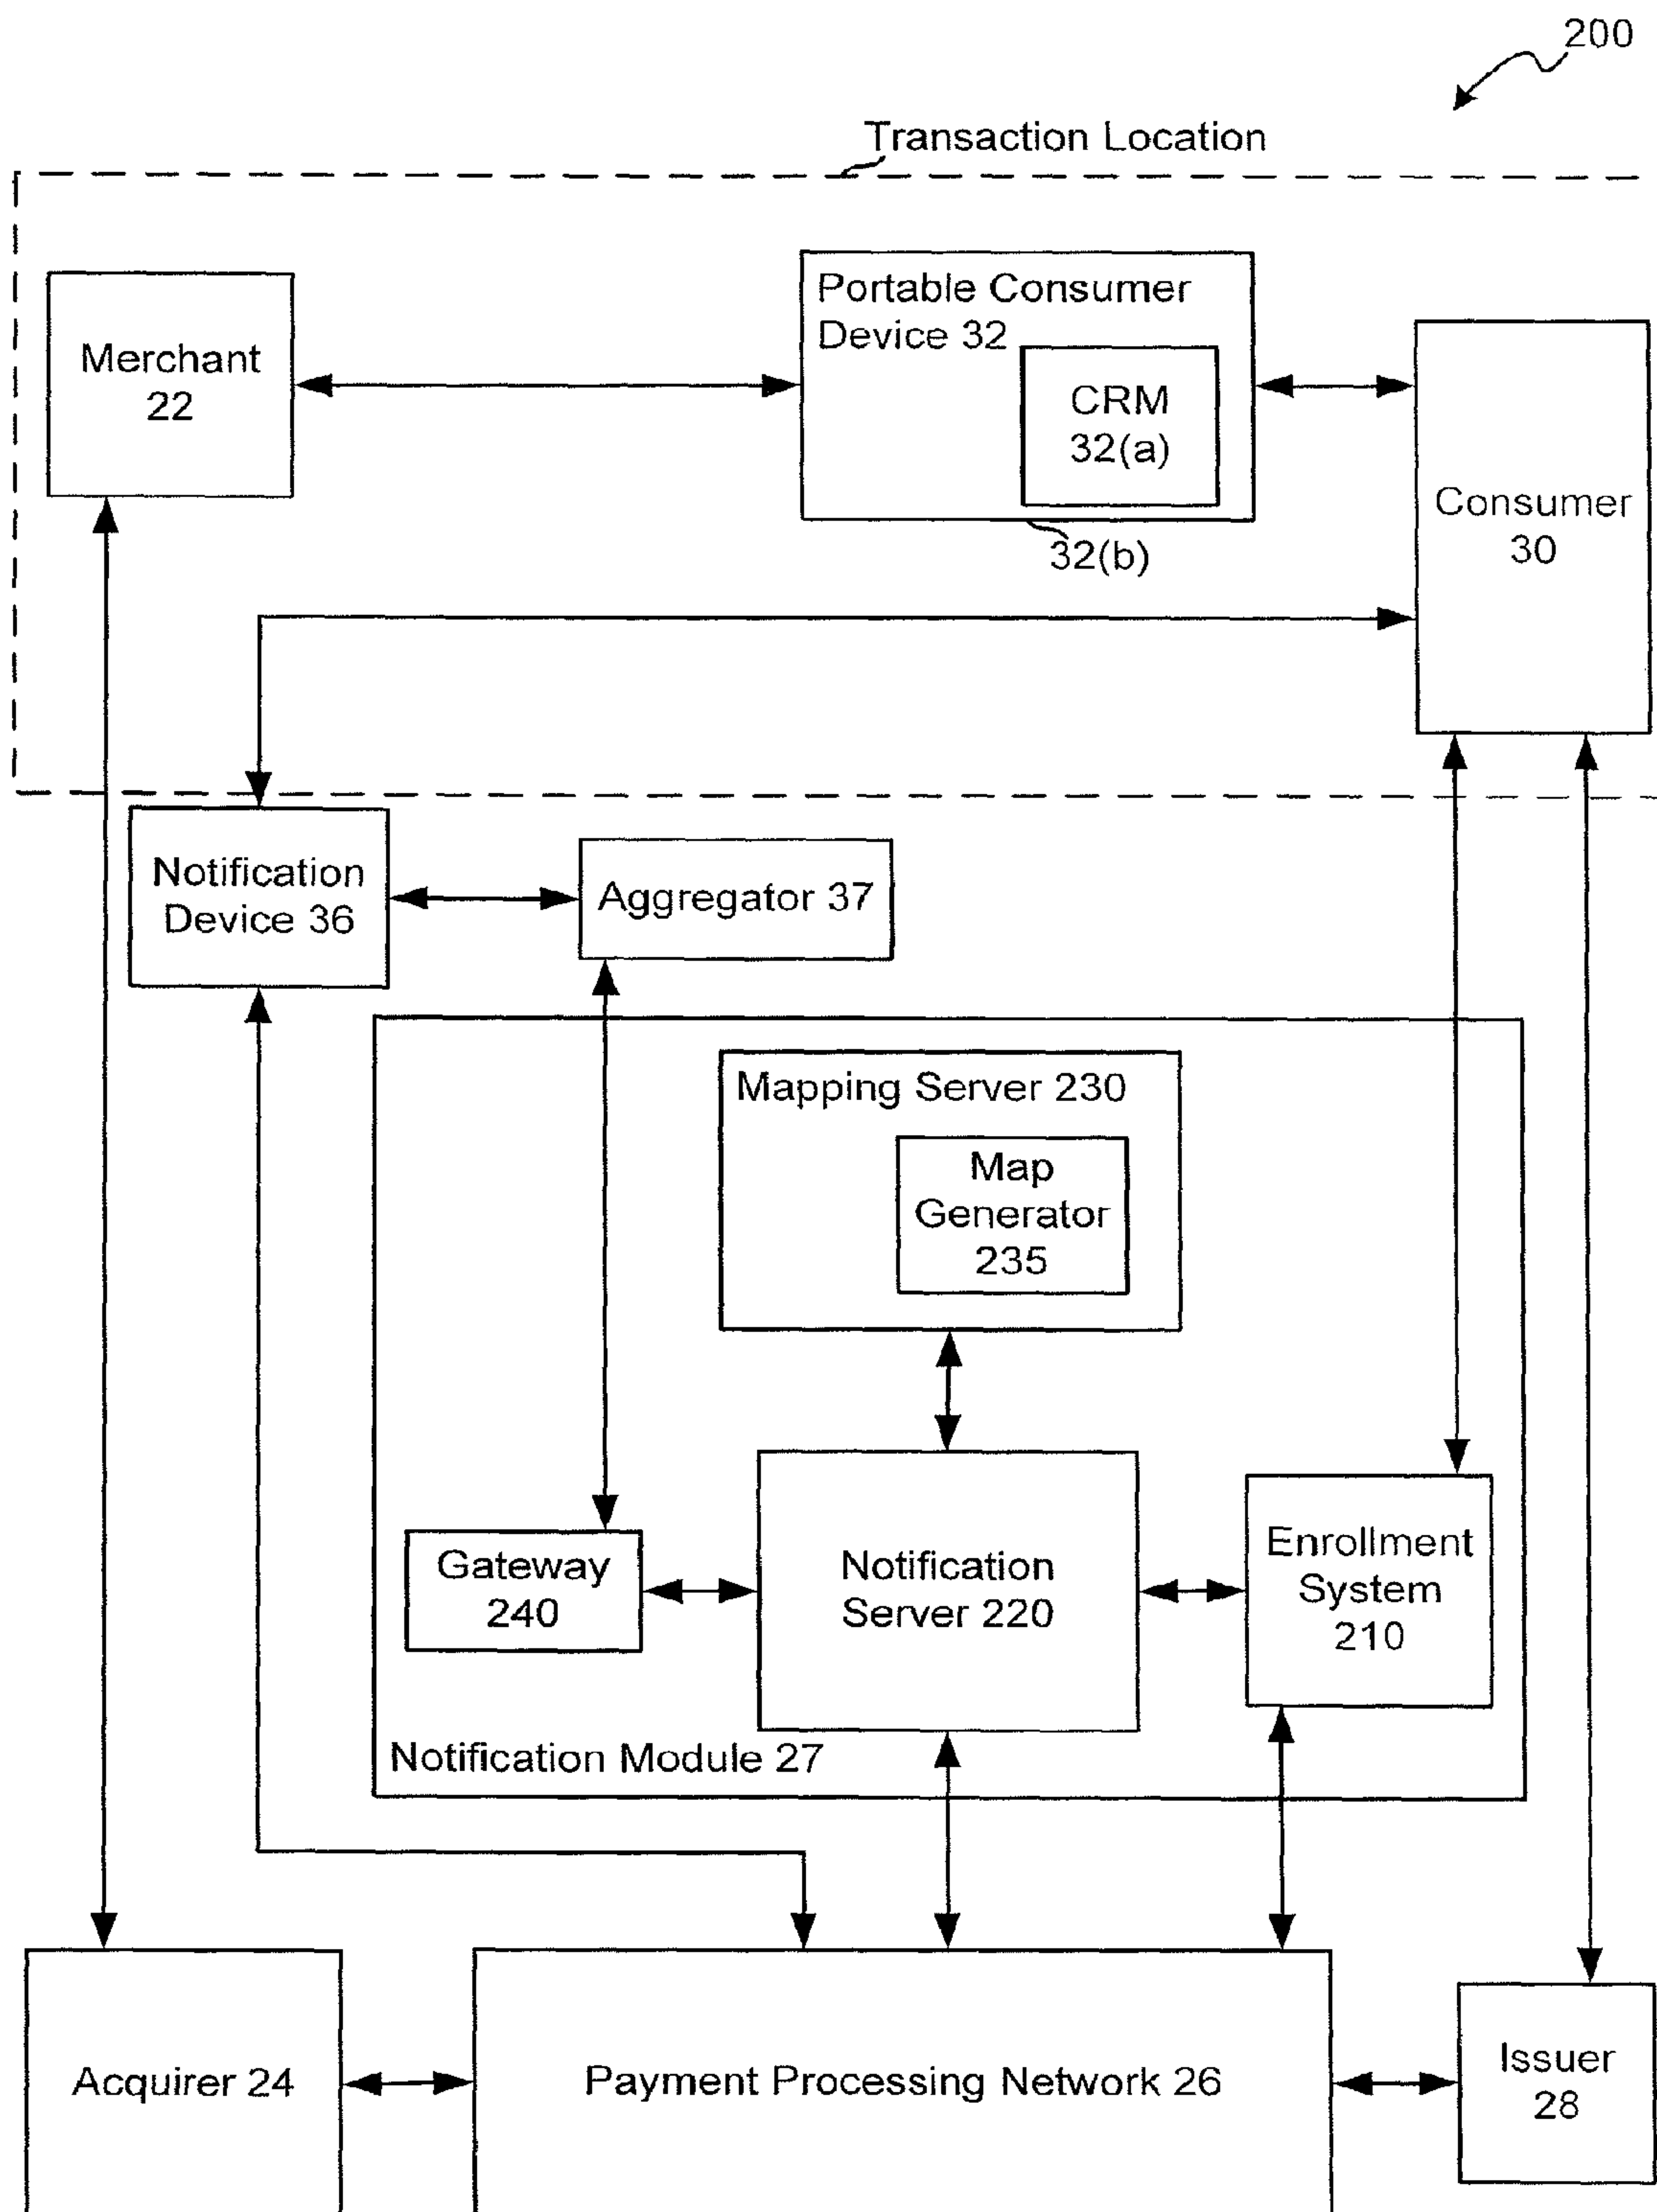 200
Transaction Location
Merchant
22
Portable Consumer
Device 32
CRM
32(a)
32(b)
Consumer
30
Notification
Device 36
Aggregator 37
Mapping Server 230
Map
Generator
235
Gateway
240
Notification
Server 220
Enrollment
System
210
Notification Module 27
Acquirer 24
Payment Processing Network 26
Issuer
28